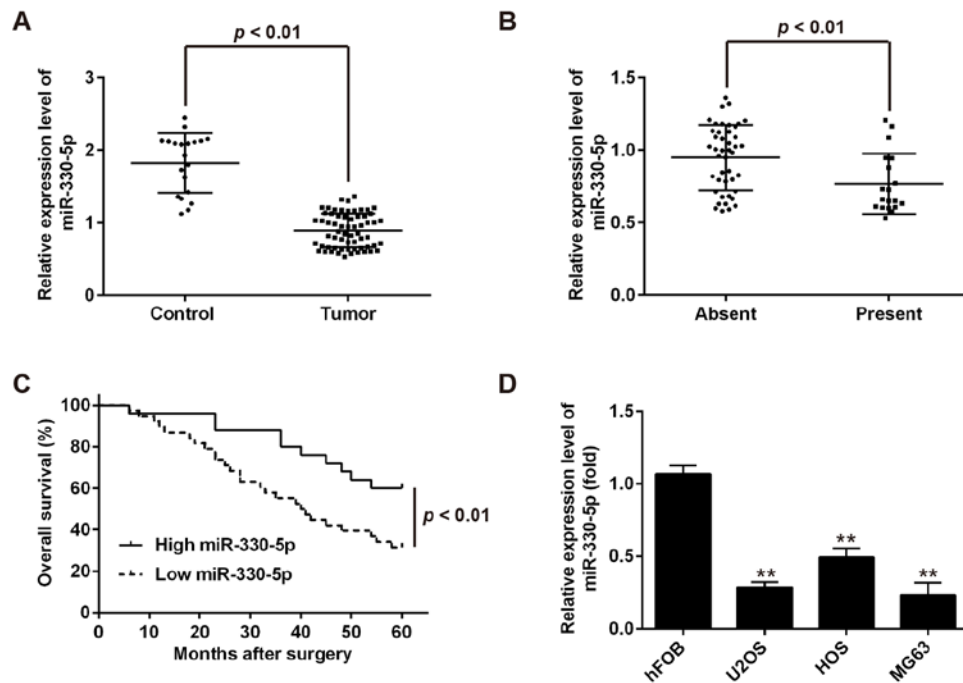 A
p < 0.01
Relative expression level of
miR-330-5p
3
2
1
0
Control
Tumor
B
p < 0.01
Relative expression level of
miR-330-5p
1.5
1.0
0.5
0.0
Absent
Present
C
Overall survival (%)
100
80
60
40
20
0
High miR-330-5p
Low miR-330-5p
p < 0.01
0 10 20 30 40 50 60
Months after surgery
D
Relative expression level of
miR-330-5p (fold)
1.5
1.0
0.5
0.0
**
**
**
hFOB
U2OS
HOS
MG63